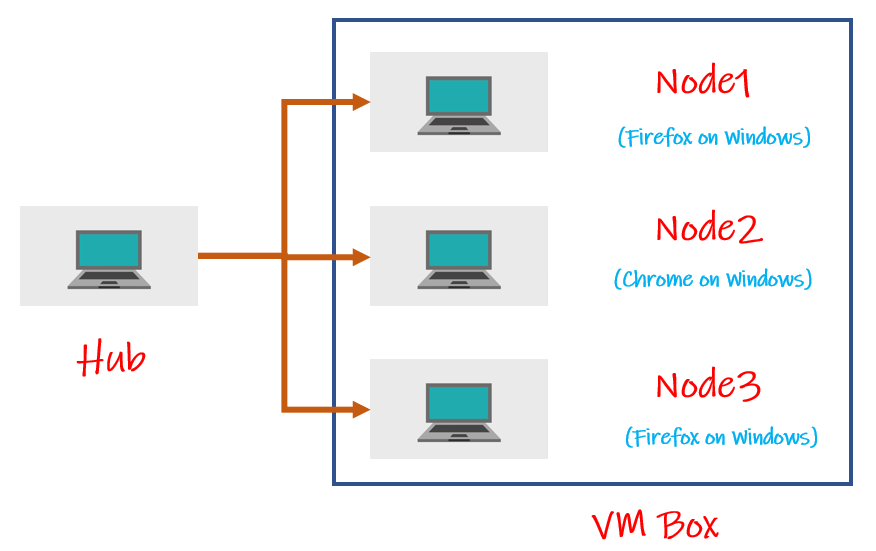 Node1
(Firefox on Windows)
Node2
(Chrome on Windows)
Hub
Node3
(Firefox on Windows)
VM Box